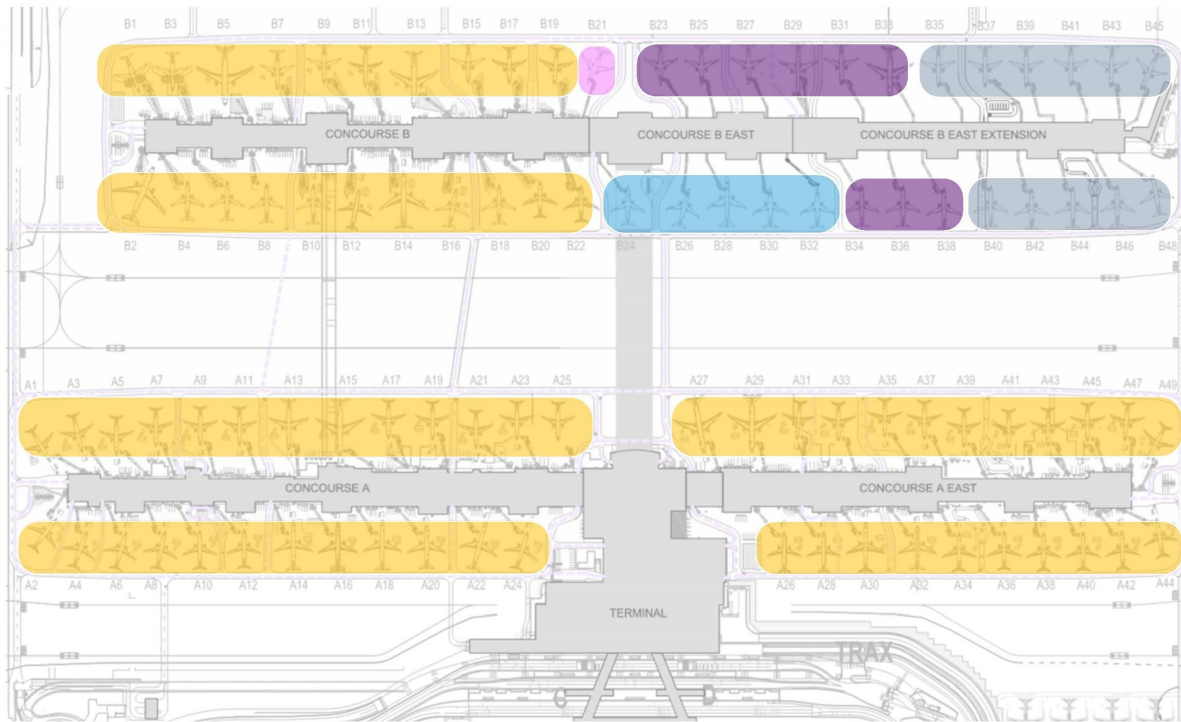 B1 B3 B5 B7 B9 B11 B13 B15 B17 B19 B21 B23 B25 B27 B29 B31 B33 B35 B37 B39 B41 B43 B45
CONCOURSE B CONCOURSE B EAST CONCOURSE B EAST EXTENSION
B2 B4 B6 B8 B10 B12 B14 B16 B18 B20 B22 B24 B26 B28 B30 B32 B34 B36 B38 B40 B42 B44 B46 B48
A1 A3 A5 A7 A9 A11 A13 A15 A17 A19 A21 A23 A25 A27 A29 A31 A33 A35 A37 A39 A41 A43 A45 A47 A49
CONCOURSE A CONCOURSE A EAST
A2 A4 A6 A8 A10 A12 A14 A16 A18 A20 A22 A24 A26 A28 A30 A32 A34 A36 A38 A40 A42 A44
TERMINAL
TRAX